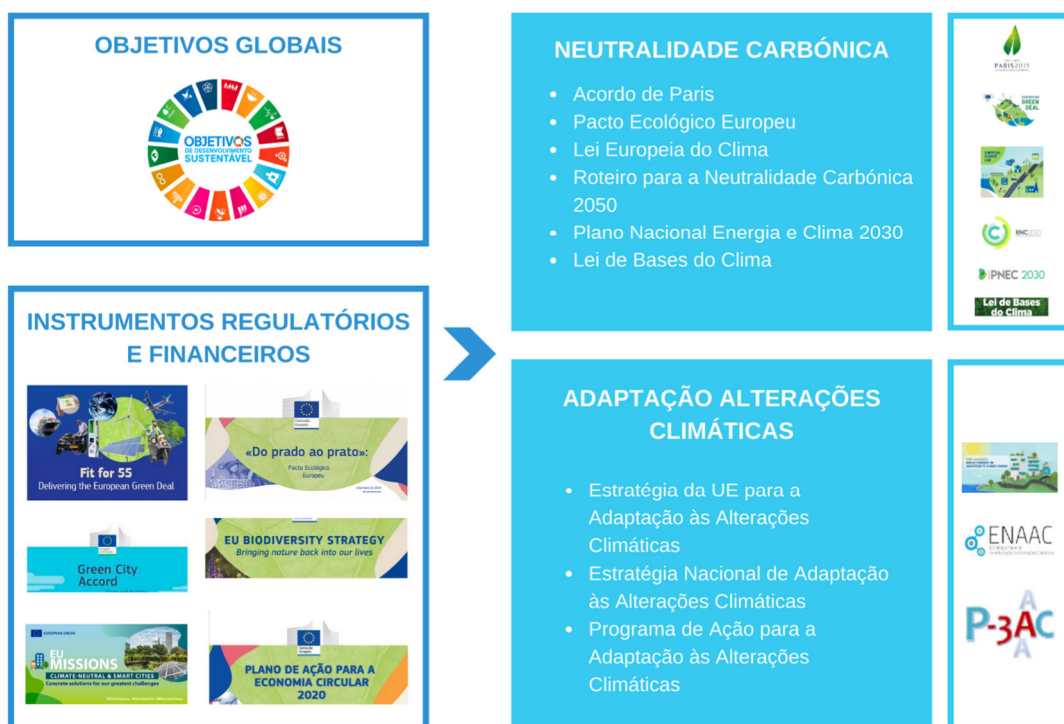 OBJETIVOS GLOBAIS
OBJETIVOS
DE DESENVOLVIMENTO
SUSTENTÁVEL
INSTRUMENTOS REGULATÓRIOS
E FINANCEIROS
Fit for 55
Delivering the European Green Deal
«Do prado ao prato»:
Pacto Ecológico
Europeu
Green City
Accord
EU BIODIVERSITY STRATEGY
Bringing nature back into our lives
EUROPEAN UNION
EU
MISSIONS
CLIMATE-NEUTRAL & SMART CITIES
Concrete solutions for our greatest challenges
PLANO DE AÇÃO PARA A
ECONOMIA CIRCULAR
2020
NEUTRALIDADE CARBÓNICA
• Acordo de Paris
• Pacto Ecológico Europeu
• Lei Europeia do Clima
• Roteiro para a Neutralidade Carbónica
2050
• Plano Nacional Energia e Clima 2030
• Lei de Bases do Clima
PARIS2015
GREEN
DEAL
RNC2050
PNEC 2030
Lei de Bases
do Clima
ADAPTAÇÃO ALTERAÇÕES
CLIMÁTICAS
• Estratégia da UE para a
Adaptação às Alterações
Climáticas
• Estratégia Nacional de Adaptação
às Alterações Climáticas
• Programa de Ação para a
Adaptação às Alterações
Climáticas
ENAAC
P-3AC